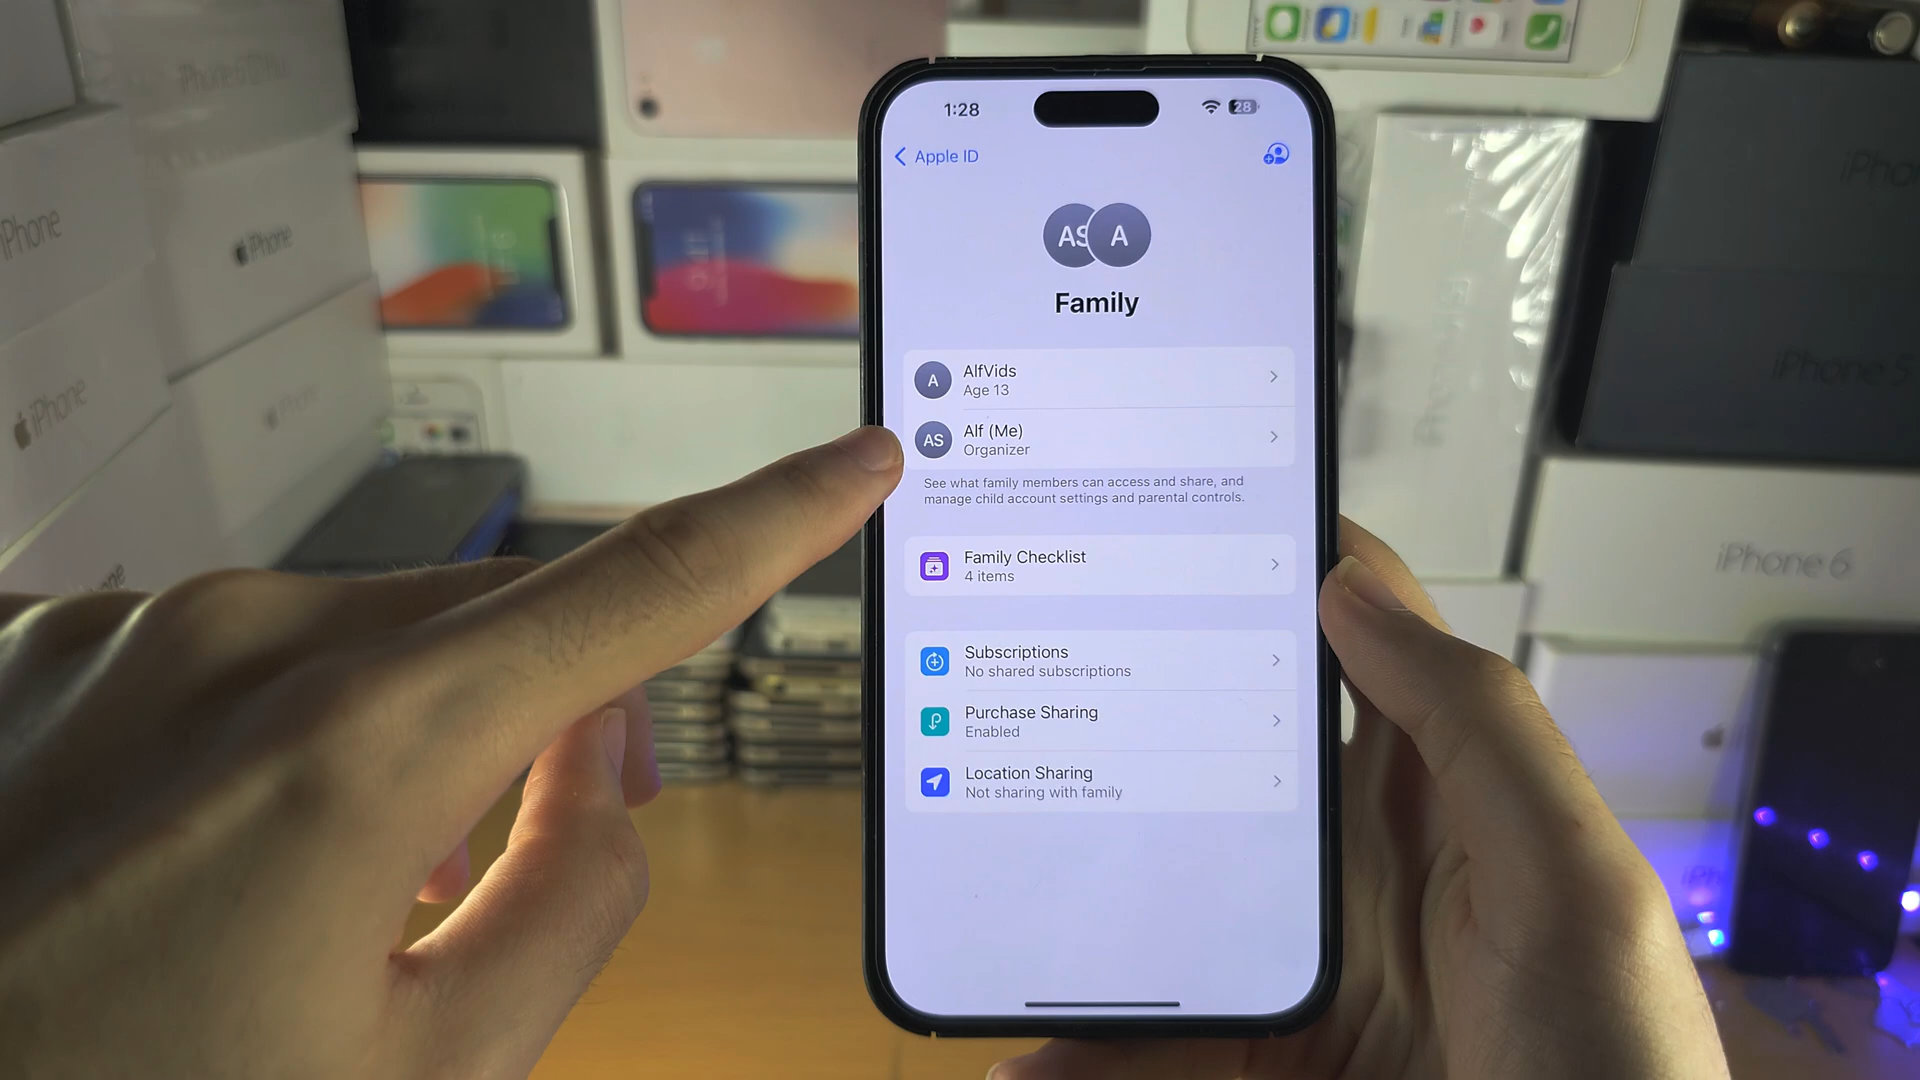 1:28
28
Apple ID
AS
A
Family
A
AlfVids
Age 13
AS
Alf (Me)
Organizer
See what family members can access and share, and
manage child account settings and parental controls.
Family Checklist
4 items
Subscriptions
No shared subscriptions
Purchase Sharing
Enabled
Location Sharing
Not sharing with family
iPhone
iPhone
iPhone
iPhone
iPhone 5
iPhone 6